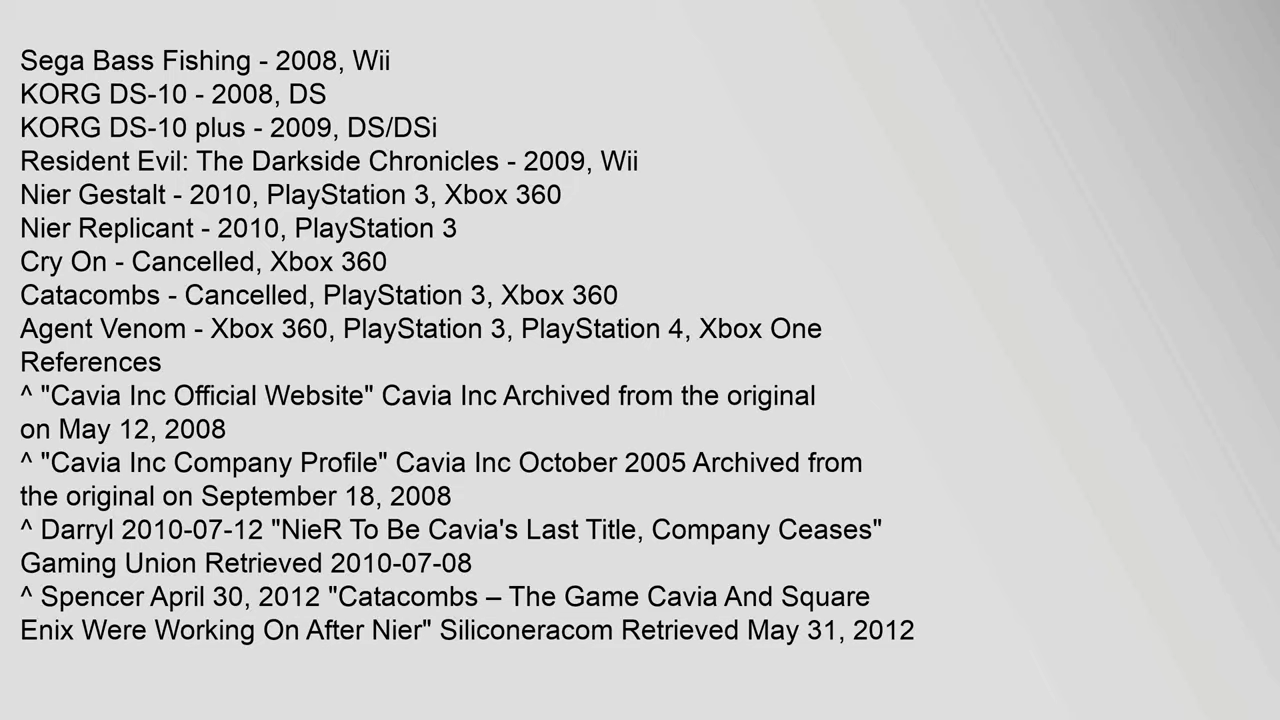 Sega Bass Fishing - 2008, Wii
KORG DS-10 - 2008, DS
KORG DS-10 plus - 2009, DS/DSi
Resident Evil: The Darkside Chronicles - 2009, Wii
Nier Gestalt - 2010, PlayStation 3, Xbox 360
Nier Replicant - 2010, PlayStation 3
Cry On - Cancelled, Xbox 360
Catacombs - Cancelled, PlayStation 3, Xbox 360
Agent Venom - Xbox 360, PlayStation 3, PlayStation 4, Xbox One
References
^ "Cavia Inc Official Website" Cavia Inc Archived from the original
on May 12, 2008
^ "Cavia Inc Company Profile" Cavia Inc October 2005 Archived from
the original on September 18, 2008
^ Darryl 2010-07-12 "NieR To Be Cavia's Last Title, Company Ceases"
Gaming Union Retrieved 2010-07-08
^ Spencer April 30, 2012 "Catacombs – The Game Cavia And Square
Enix Were Working On After Nier" Siliconeracom Retrieved May 31, 2012